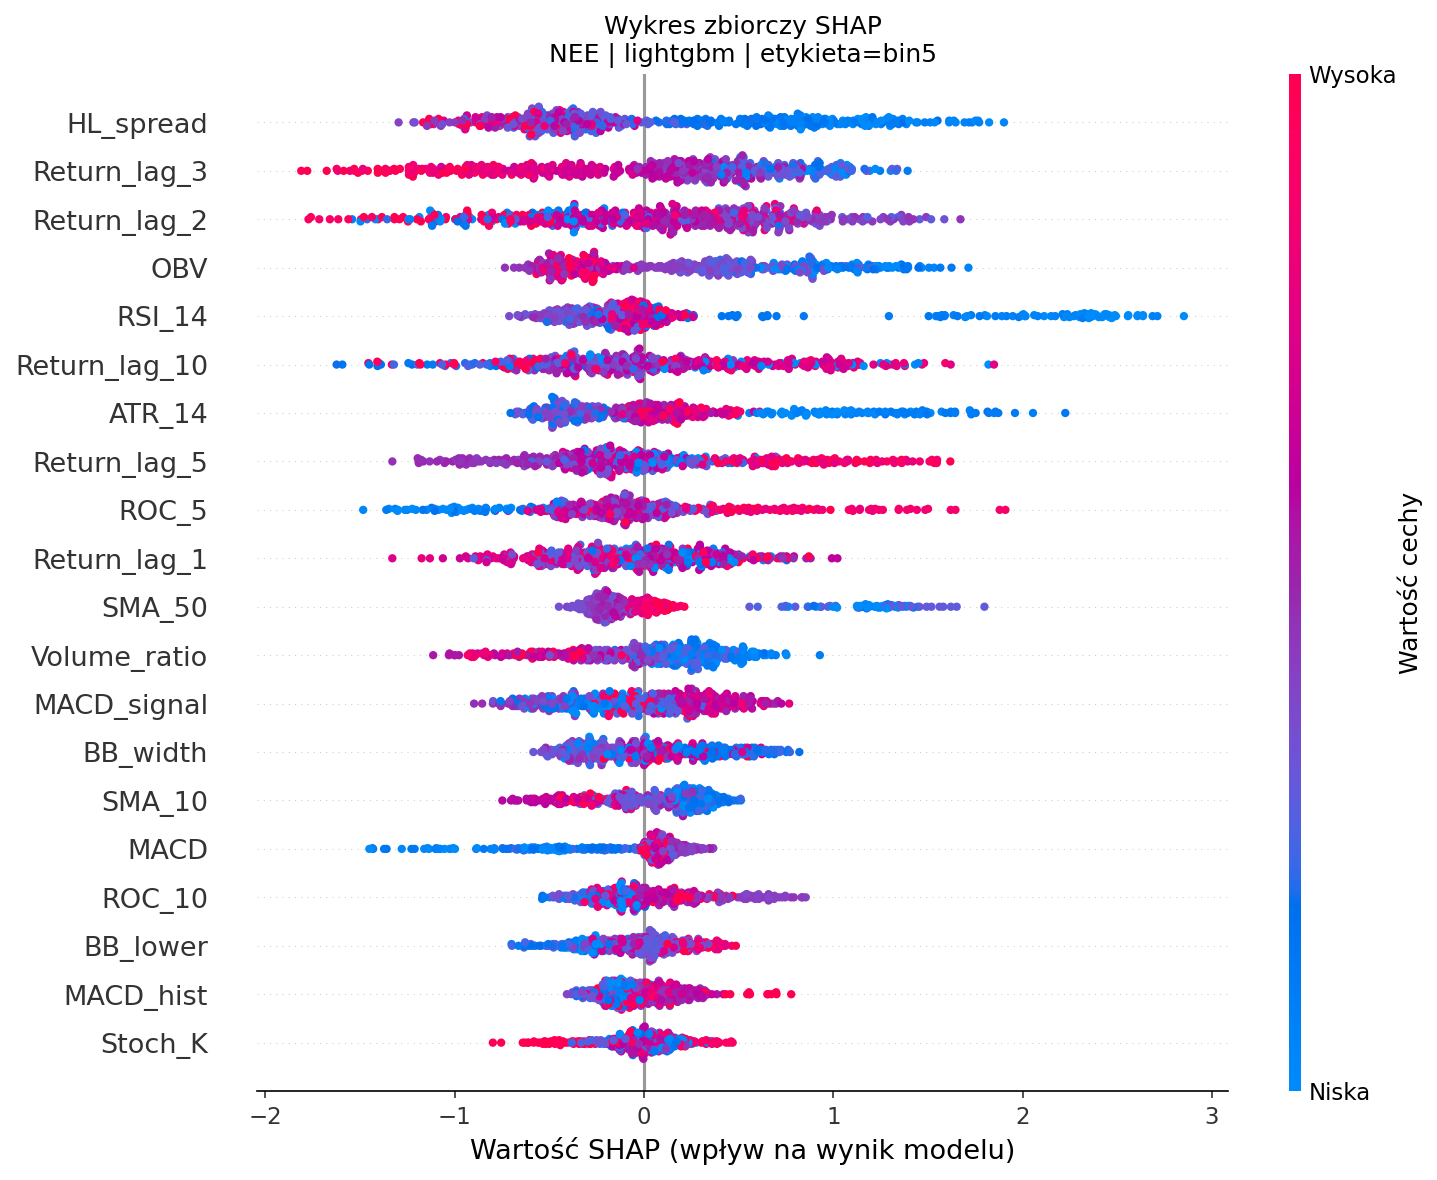 Wykres zbiorczy SHAP
NEE | lightgbm | etykieta=bin5
Wysoka
HL_spread
Return_lag_3
Return_lag_2
OBV
RSI_14
Return_lag_10
ATR_14
Return_lag_5
ROC_5
Return_lag_1
SMA_50
Volume_ratio
MACD_signal
BB_width
SMA_10
MACD
ROC_10
BB_lower
MACD_hist
Stoch_K
Wartość cechy
Niska
−2 −1 0 1 2 3
Wartość SHAP (wpływ na wynik modelu)